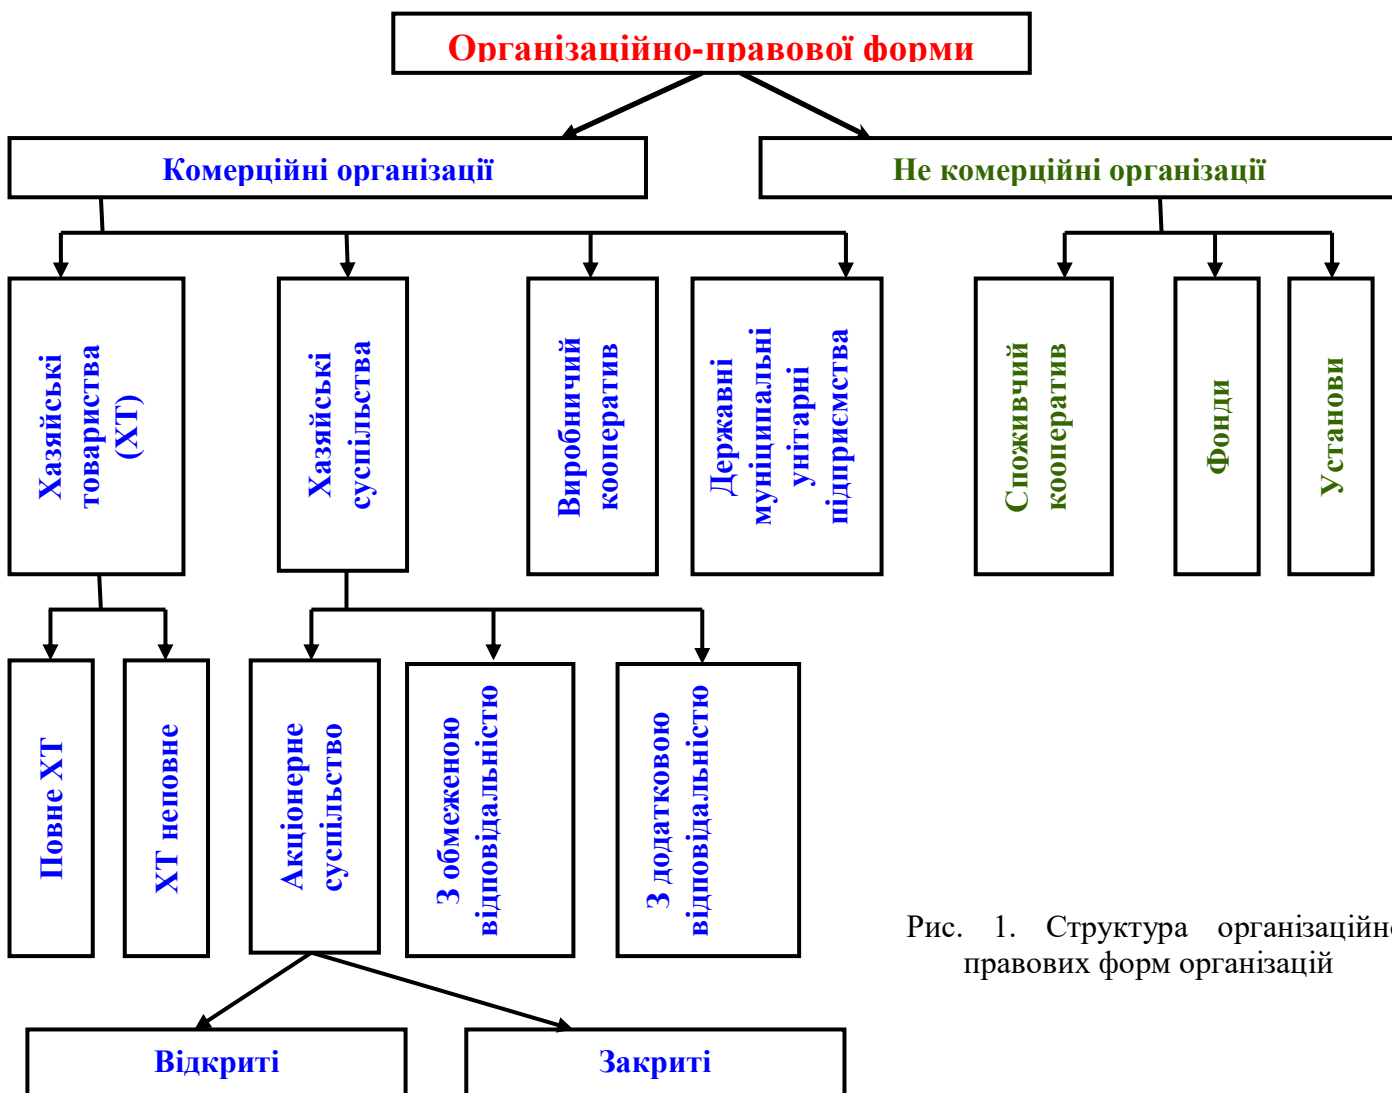 Організаційно-правової форми
Комерційні організації
Не комерційні організації
Хазяйські
товариства
(ХТ)
Хазяйські
суспільства
Виробничий
кооператив
Державні
муніципальні
унітарні
підприємства
Споживчий
кооператив
Фонди
Установи
Повне ХТ
ХТ неповне
Акціонерне
суспільство
З обмеженою
відповідальністю
З додатковою
відповідальністю
Рис. 1. Структура організаційно
правових форм організацій
Відкриті
Закриті